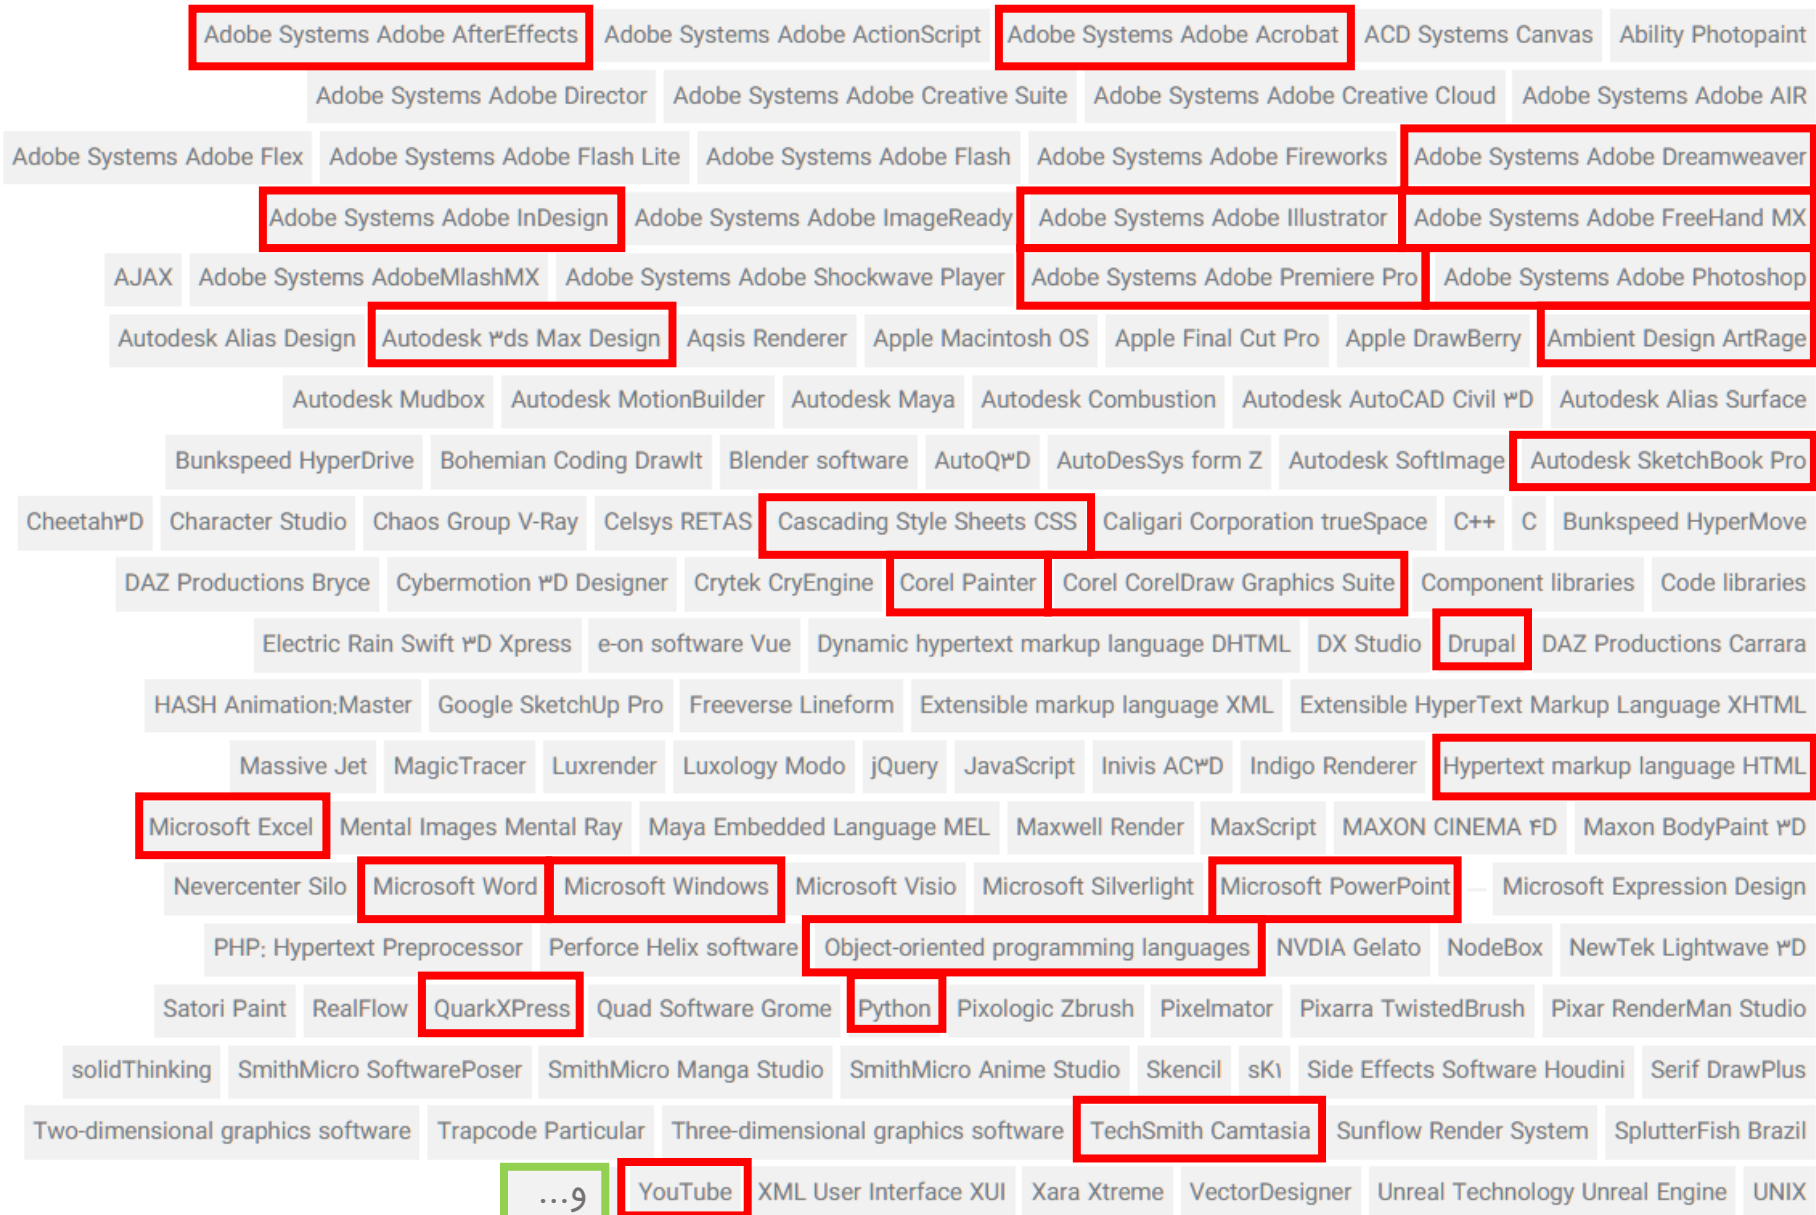 Adobe Systems Adobe AfterEffects Adobe Systems Adobe ActionScript Adobe Systems Adobe Acrobat ACD Systems Canvas Ability Photopaint
Adobe Systems Adobe Director Adobe Systems Adobe Creative Suite Adobe Systems Adobe Creative Cloud Adobe Systems Adobe AIR
Adobe Systems Adobe Flex Adobe Systems Adobe Flash Lite Adobe Systems Adobe Flash Adobe Systems Adobe Fireworks Adobe Systems Adobe Dreamweaver
Adobe Systems Adobe InDesign Adobe Systems Adobe ImageReady Adobe Systems Adobe Illustrator Adobe Systems Adobe FreeHand MX
AJAX Adobe Systems AdobeMlashMX Adobe Systems Adobe Shockwave Player Adobe Systems Adobe Premiere Pro Adobe Systems Adobe Photoshop
Autodesk Alias Design Autodesk ۳ds Max Design Aqsis Renderer Apple Macintosh OS Apple Final Cut Pro Apple DrawBerry Ambient Design ArtRage
Autodesk Mudbox Autodesk MotionBuilder Autodesk Maya Autodesk Combustion Autodesk AutoCAD Civil ۳D Autodesk Alias Surface
Bunkspeed HyperDrive Bohemian Coding DrawIt Blender software AutoQ۳D AutoDesSys form Z Autodesk SoftImage Autodesk SketchBook Pro
Cheetah۳D Character Studio Chaos Group V-Ray Celsys RETAS Cascading Style Sheets CSS Caligari Corporation trueSpace C++ C Bunkspeed HyperMove
DAZ Productions Bryce Cybermotion ۳D Designer Crytek CryEngine Corel Painter Corel CorelDraw Graphics Suite Component libraries Code libraries
Electric Rain Swift ۳D Xpress e-on software Vue Dynamic hypertext markup language DHTML DX Studio Drupal DAZ Productions Carrara
HASH Animation:Master Google SketchUp Pro Freeverse Lineform Extensible markup language XML Extensible HyperText Markup Language XHTML
Massive Jet MagicTracer Luxrender Luxology Modo jQuery JavaScript Inivis AC۳D Indigo Renderer Hypertext markup language HTML
Microsoft Excel Mental Images Mental Ray Maya Embedded Language MEL Maxwell Render MaxScript MAXON CINEMA ۴D Maxon BodyPaint ۳D
Nevercenter Silo Microsoft Word Microsoft Windows Microsoft Visio Microsoft Silverlight Microsoft PowerPoint Microsoft Expression Design
PHP: Hypertext Preprocessor Perforce Helix software Object-oriented programming languages NVDIA Gelato NodeBox NewTek Lightwave ۳D
Satori Paint RealFlow QuarkXPress Quad Software Grome Python Pixologic Zbrush Pixelmator Pixarra TwistedBrush Pixar RenderMan Studio
solidThinking SmithMicro SoftwarePoser SmithMicro Manga Studio SmithMicro Anime Studio Skencil sK۱ Side Effects Software Houdini Serif DrawPlus
Two-dimensional graphics software Trapcode Particular Three-dimensional graphics software TechSmith Camtasia Sunflow Render System SplutterFish Brazil
و... YouTube XML User Interface XUI Xara Xtreme VectorDesigner Unreal Technology Unreal Engine UNIX